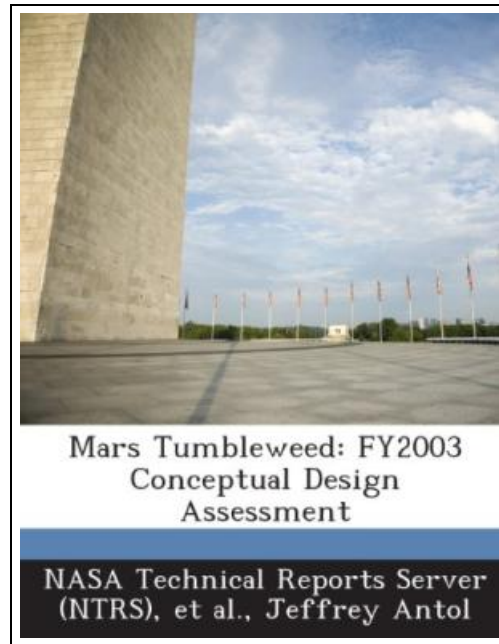 Mars Tumbleweed: FY2003
Conceptual Design
Assessment
NASA Technical Reports Server
(NTRS), et al., Jeffrey Antol